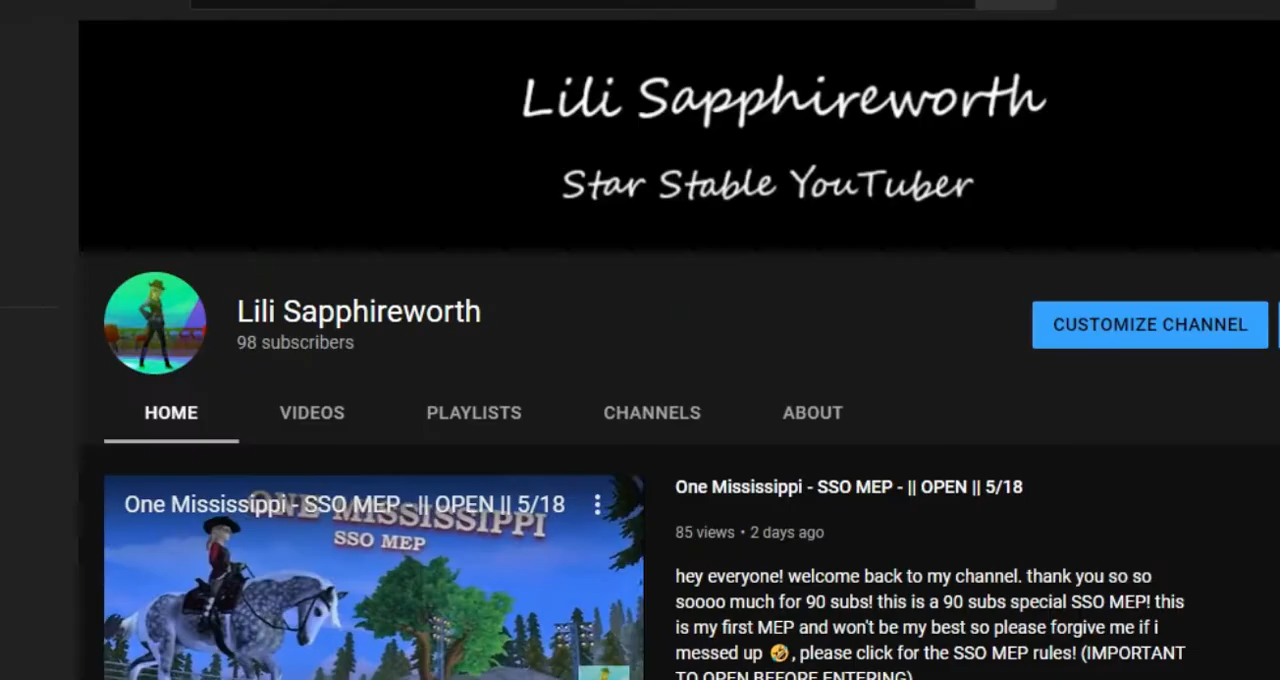 Lili Sapphireworth
Star Stable YouTuber
Lili Sapphireworth
98 subscribers
CUSTOMIZE CHANNEL
HOME
VIDEOS
PLAYLISTS
CHANNELS
ABOUT
One Mississippi - SSO MEP - || OPEN || 5/18
ONE MISSISSIPPI
SSO MEP
One Mississippi - SSO MEP - || OPEN || 5/18
85 views • 2 days ago
hey everyone! welcome back to my channel. thank you so so
soooo much for 90 subs! this is a 90 subs special SSO MEP! this
is my first MEP and won't be my best so please forgive me if i
messed up 🤣, please click for the SSO MEP rules! (IMPORTANT
TO OPEN BEFORE ENTERING)